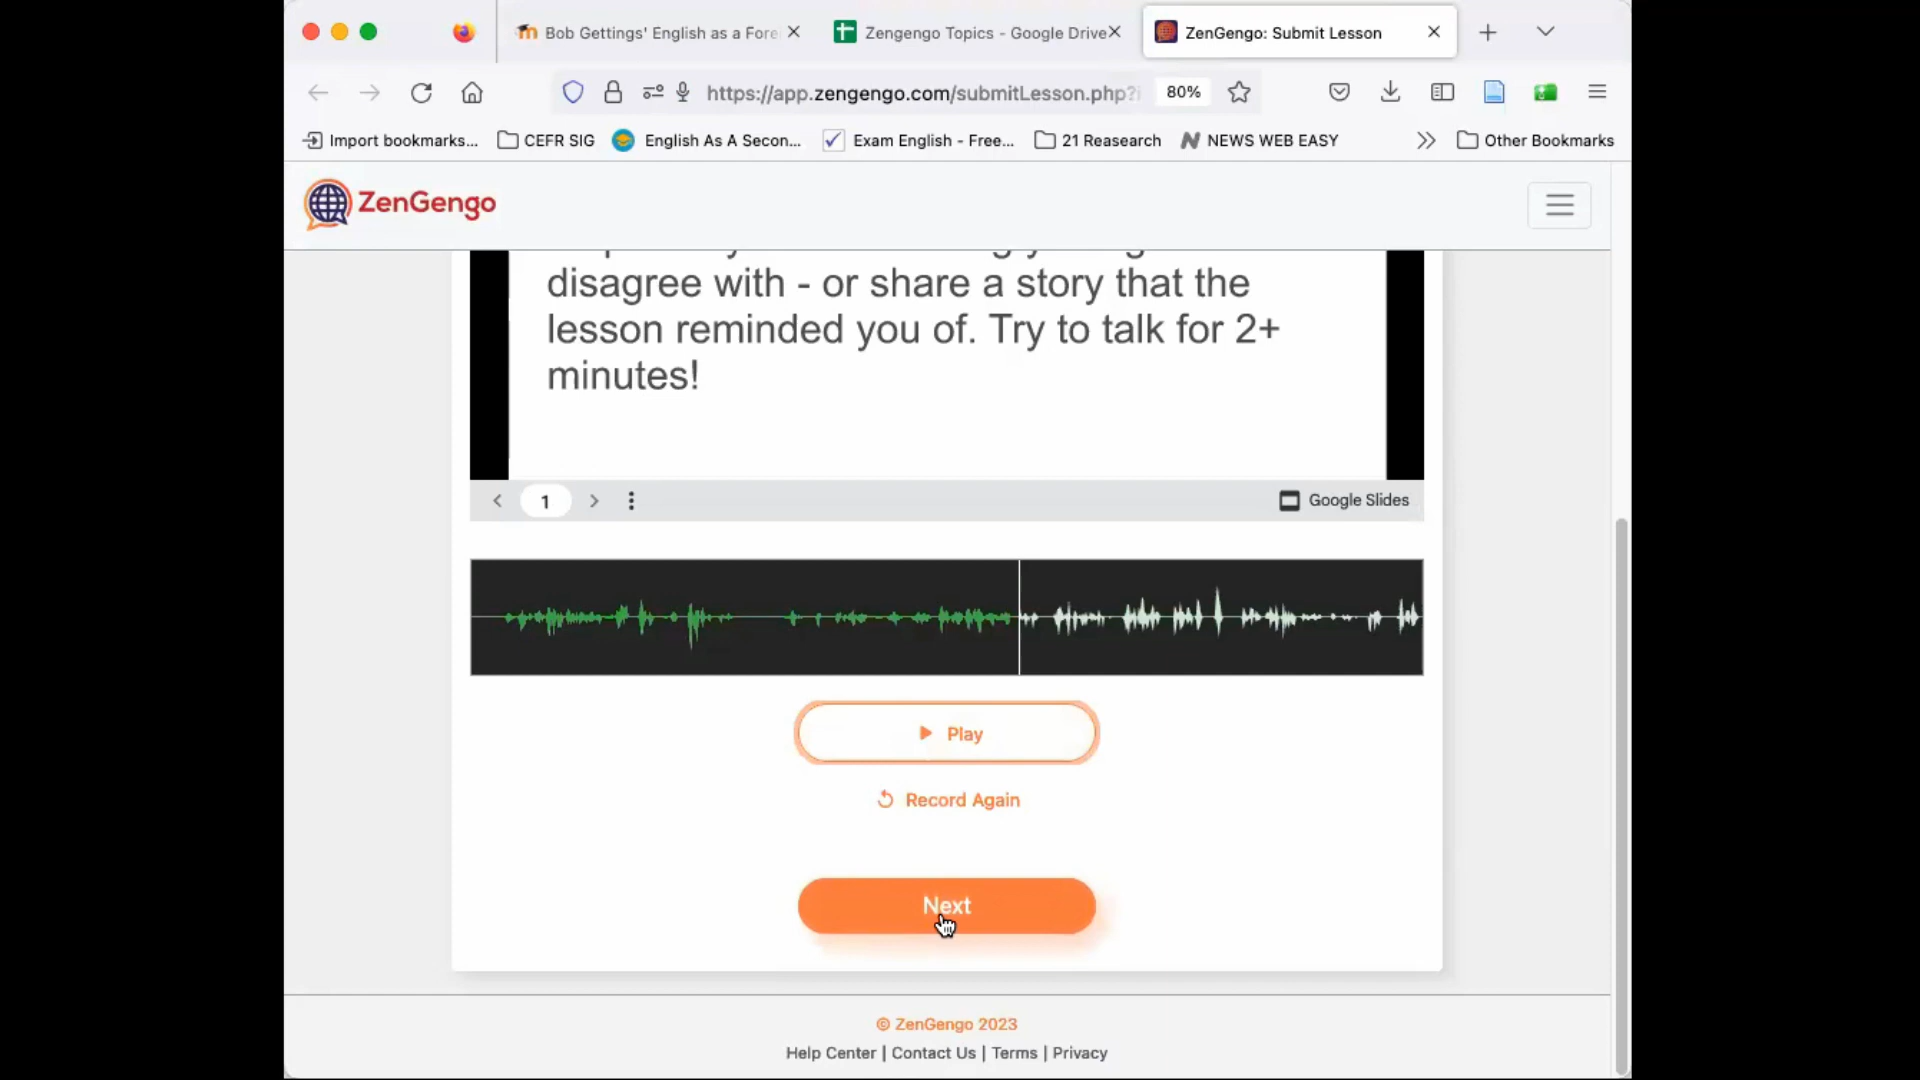 Bob Gettings' English as a Fore
Zengengo Topics - Google Drive
ZenGengo: Submit Lesson
https://app.zengengo.com/submitLesson.php?i
80%
Import bookmarks...
CEFR SIG
English As A Secon...
Exam English - Free...
21 Reasearch
NEWS WEB EASY
Other Bookmarks
ZenGengo
disagree with - or share a story that the
lesson reminded you of. Try to talk for 2+
minutes!
1
Google Slides
Play
Record Again
Next
© ZenGengo 2023
Help Center | Contact Us | Terms | Privacy